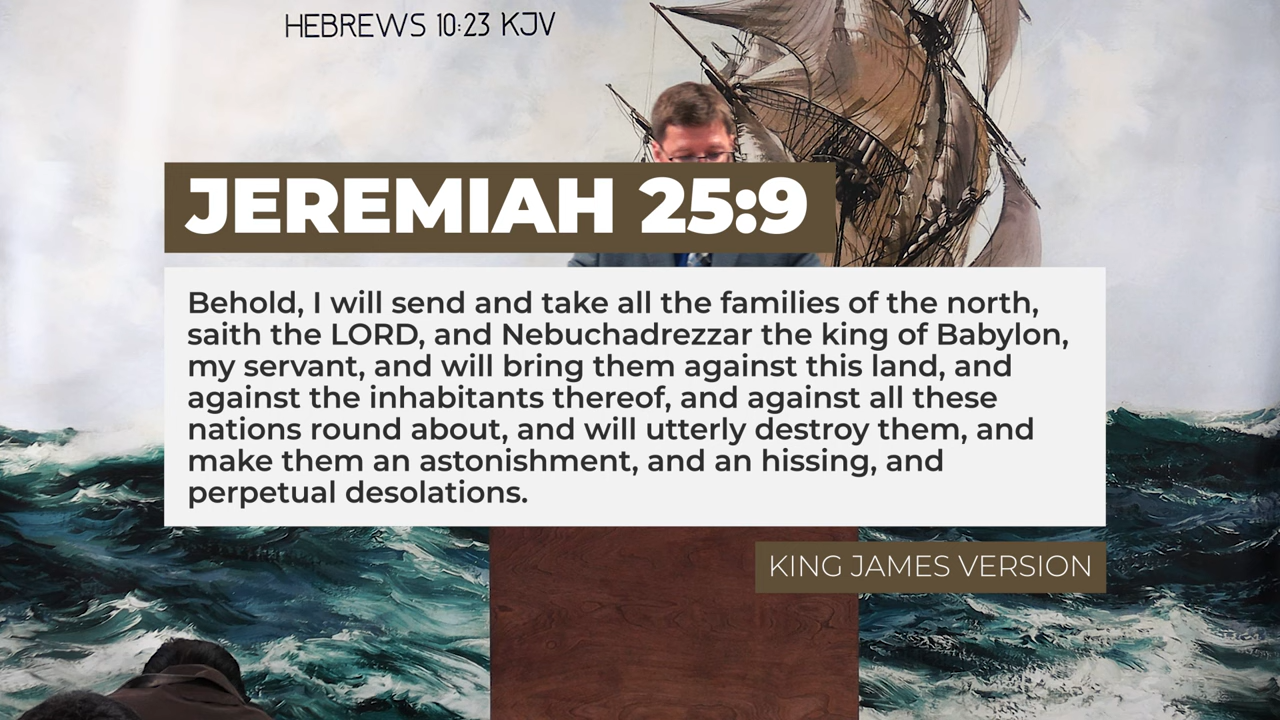 HEBREWS 10:23 KJV
JEREMIAH 25:9
Behold, I will send and take all the families of the north,
saith the LORD, and Nebuchadrezzar the king of Babylon,
my servant, and will bring them against this land, and
against the inhabitants thereof, and against all these
nations round about, and will utterly destroy them, and
make them an astonishment, and an hissing, and
perpetual desolations.
KING JAMES VERSION